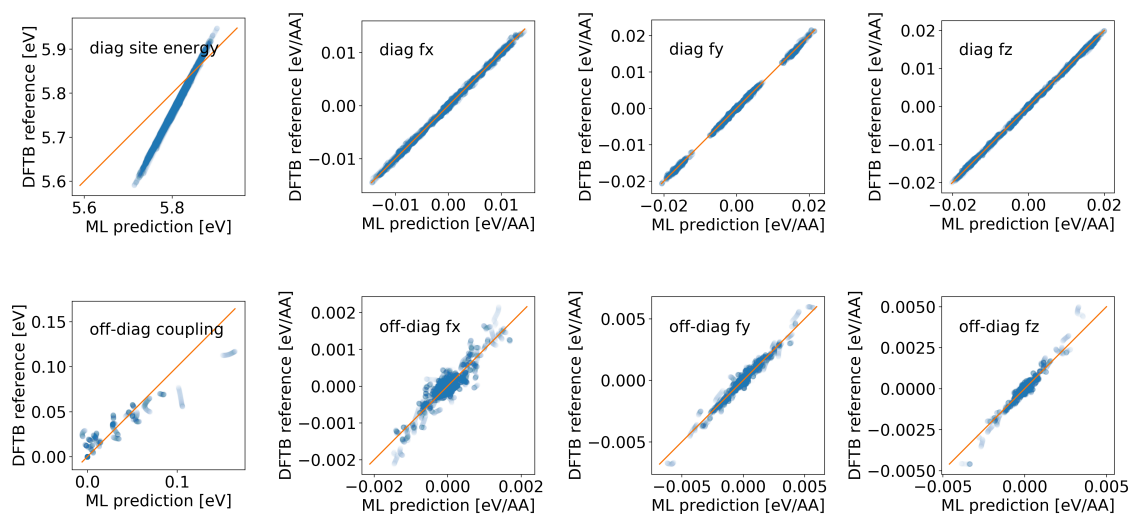 diag site energy
DFTB reference [eV]
5.9
5.8
5.7
5.6
5.6
5.8
ML prediction [eV]
diag fx
DFTB reference [eV/AA]
0.01
0.00
−0.01
−0.01
0.00
0.01
ML prediction [eV/AA]
diag fy
DFTB reference [eV/AA]
0.02
0.01
0.00
−0.01
−0.02
−0.02
0.00
0.02
ML prediction [eV/AA]
diag fz
DFTB reference [eV/AA]
0.02
0.01
0.00
−0.01
−0.02
−0.02
0.00
0.02
ML prediction [eV/AA]
off-diag coupling
DFTB reference [eV]
0.15
0.10
0.05
0.00
0.0
0.1
ML prediction [eV]
off-diag fx
DFTB reference [eV/AA]
0.002
0.001
0.000
−0.001
−0.002
−0.002
0.000
0.002
ML prediction [eV/AA]
off-diag fy
DFTB reference [eV/AA]
0.005
0.000
−0.005
−0.005
0.000
0.005
ML prediction [eV/AA]
off-diag fz
DFTB reference [eV/AA]
0.0050
0.0025
0.0000
−0.0025
−0.0050
−0.005
0.000
0.005
ML prediction [eV/AA]